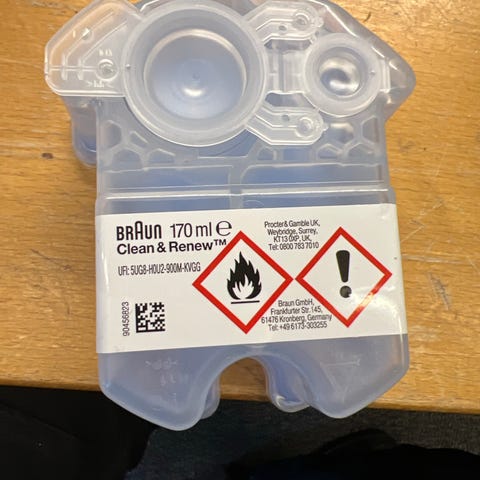 BRAUN 170 ml ℮
Clean & Renew™
UFI: 5UG8-H0U2-900M-KVGG
90456823
Procter & Gamble UK,
Weybridge, Surrey,
KT13 0XP, UK,
Tel: 0800 783 7010
Braun GmbH,
Frankfurter Str. 145,
61476 Kronberg, Germany
Tel: +49 6173-303255